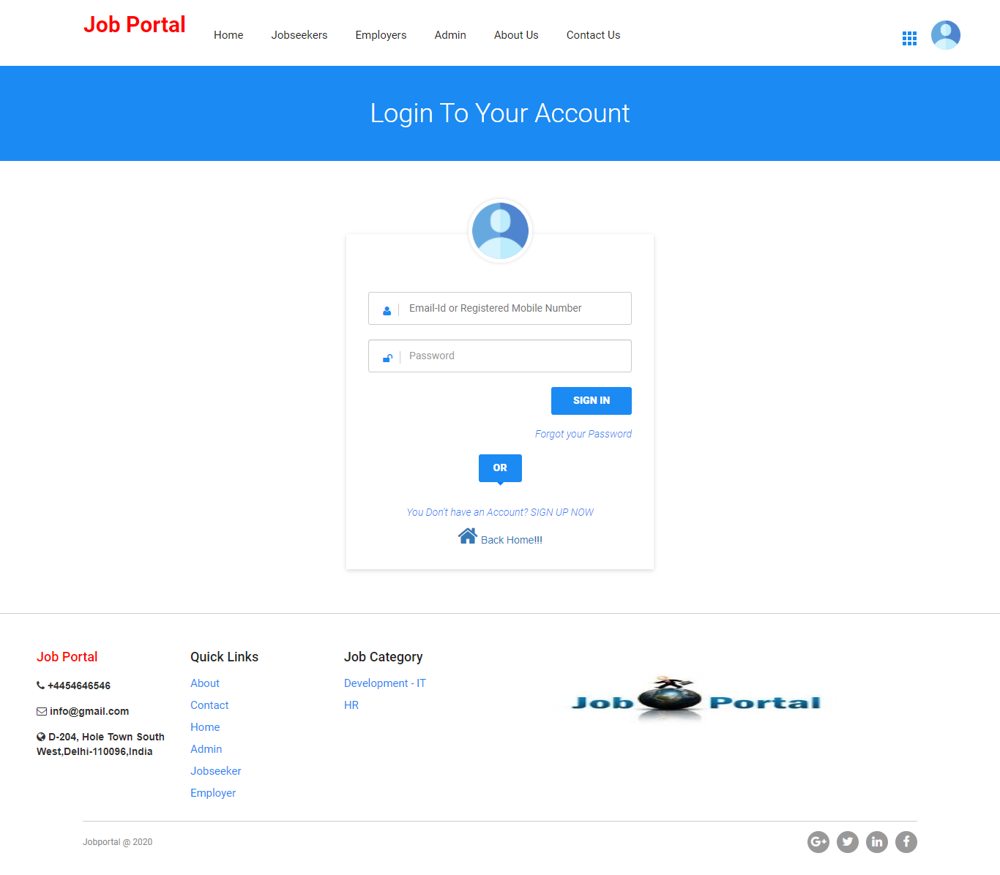 Job Portal
Home
Jobseekers
Employers
Admin
About Us
Contact Us
Login To Your Account
Email-Id or Registered Mobile Number
Password
SIGN IN
Forgot your Password
OR
You Don't have an Account? SIGN UP NOW
Back Home!!!
Job Portal
+4454646546
info@gmail.com
D-204, Hole Town South
West,Delhi-110096,India
Quick Links
About
Contact
Home
Admin
Jobseeker
Employer
Job Category
Development - IT
HR
Job Portal
Jobportal @ 2020
G+
in
f